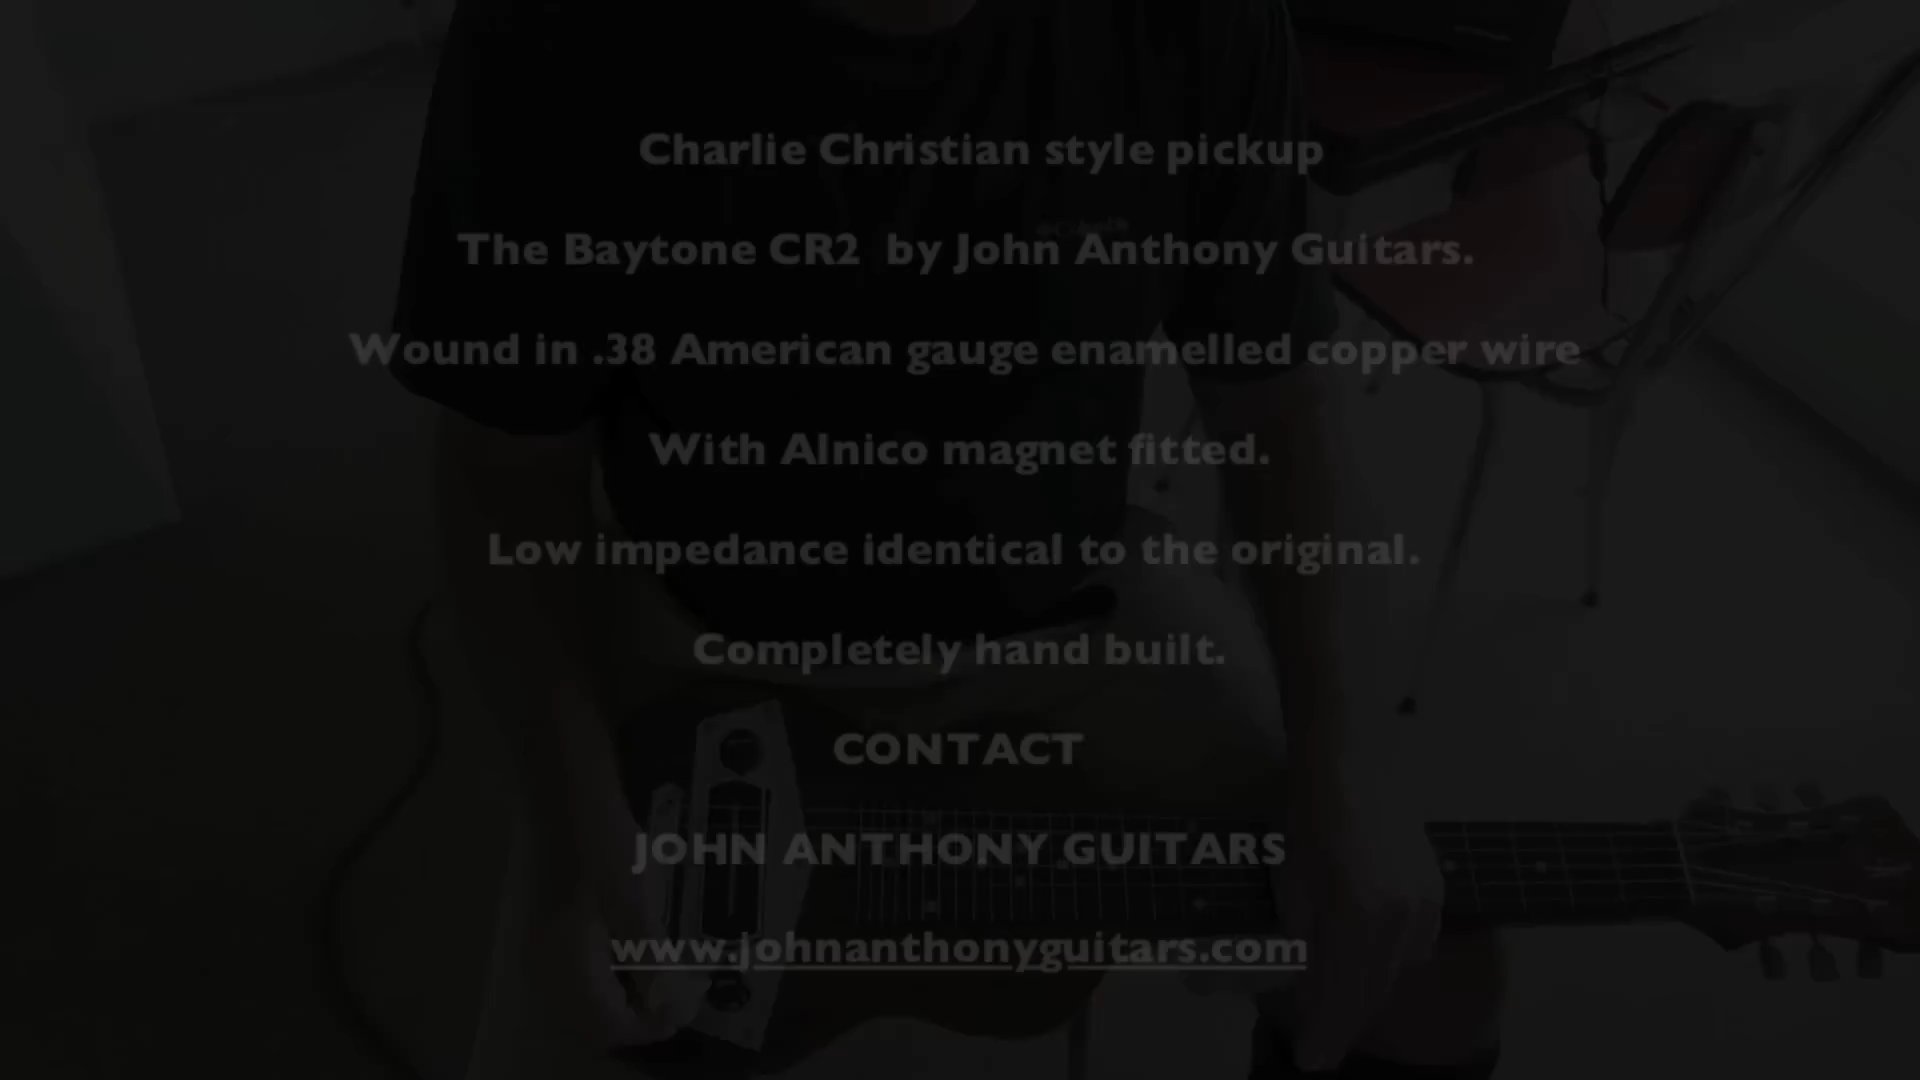 Charlie Christian style pickup
The Baytone CR2 by John Anthony Guitars.
Wound in .38 American gauge enamelled copper wire
With Alnico magnet fitted.
Low impedance identical to the original.
Completely hand built.
CONTACT
JOHN ANTHONY GUITARS
www.johnanthonyguitars.com